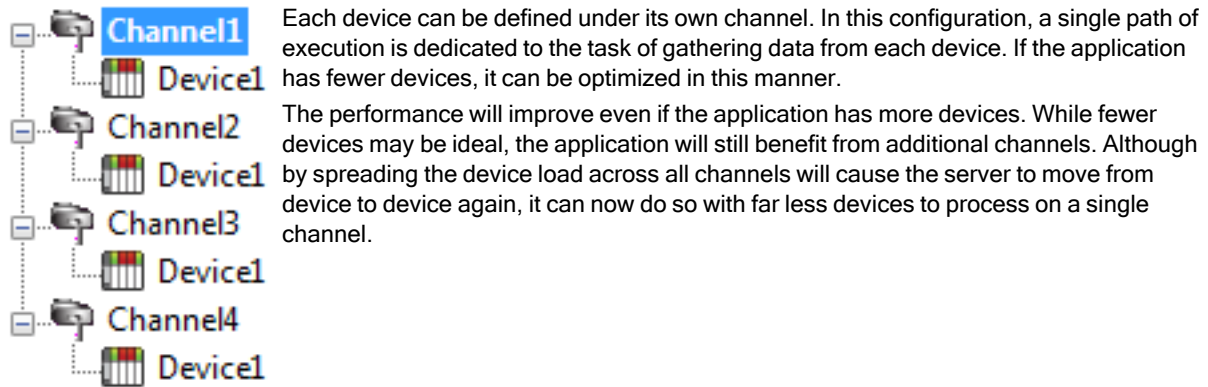 Channel1
Device1
Channel2
Device1
Channel3
Device1
Channel4
Device1
Each device can be defined under its own channel. In this configuration, a single path of
execution is dedicated to the task of gathering data from each device. If the application
has fewer devices, it can be optimized in this manner.
The performance will improve even if the application has more devices. While fewer
devices may be ideal, the application will still benefit from additional channels. Although
by spreading the device load across all channels will cause the server to move from
device to device again, it can now do so with far less devices to process on a single
channel.